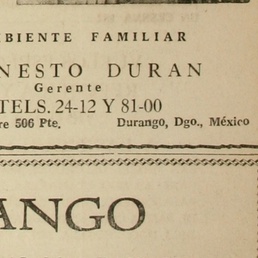 BIENTE FAMILIAR
NESTO DURAN
Gerente
TELS. 24-12 Y 81-00
re 506 Pte. Durango, Dgo., México
ANGO